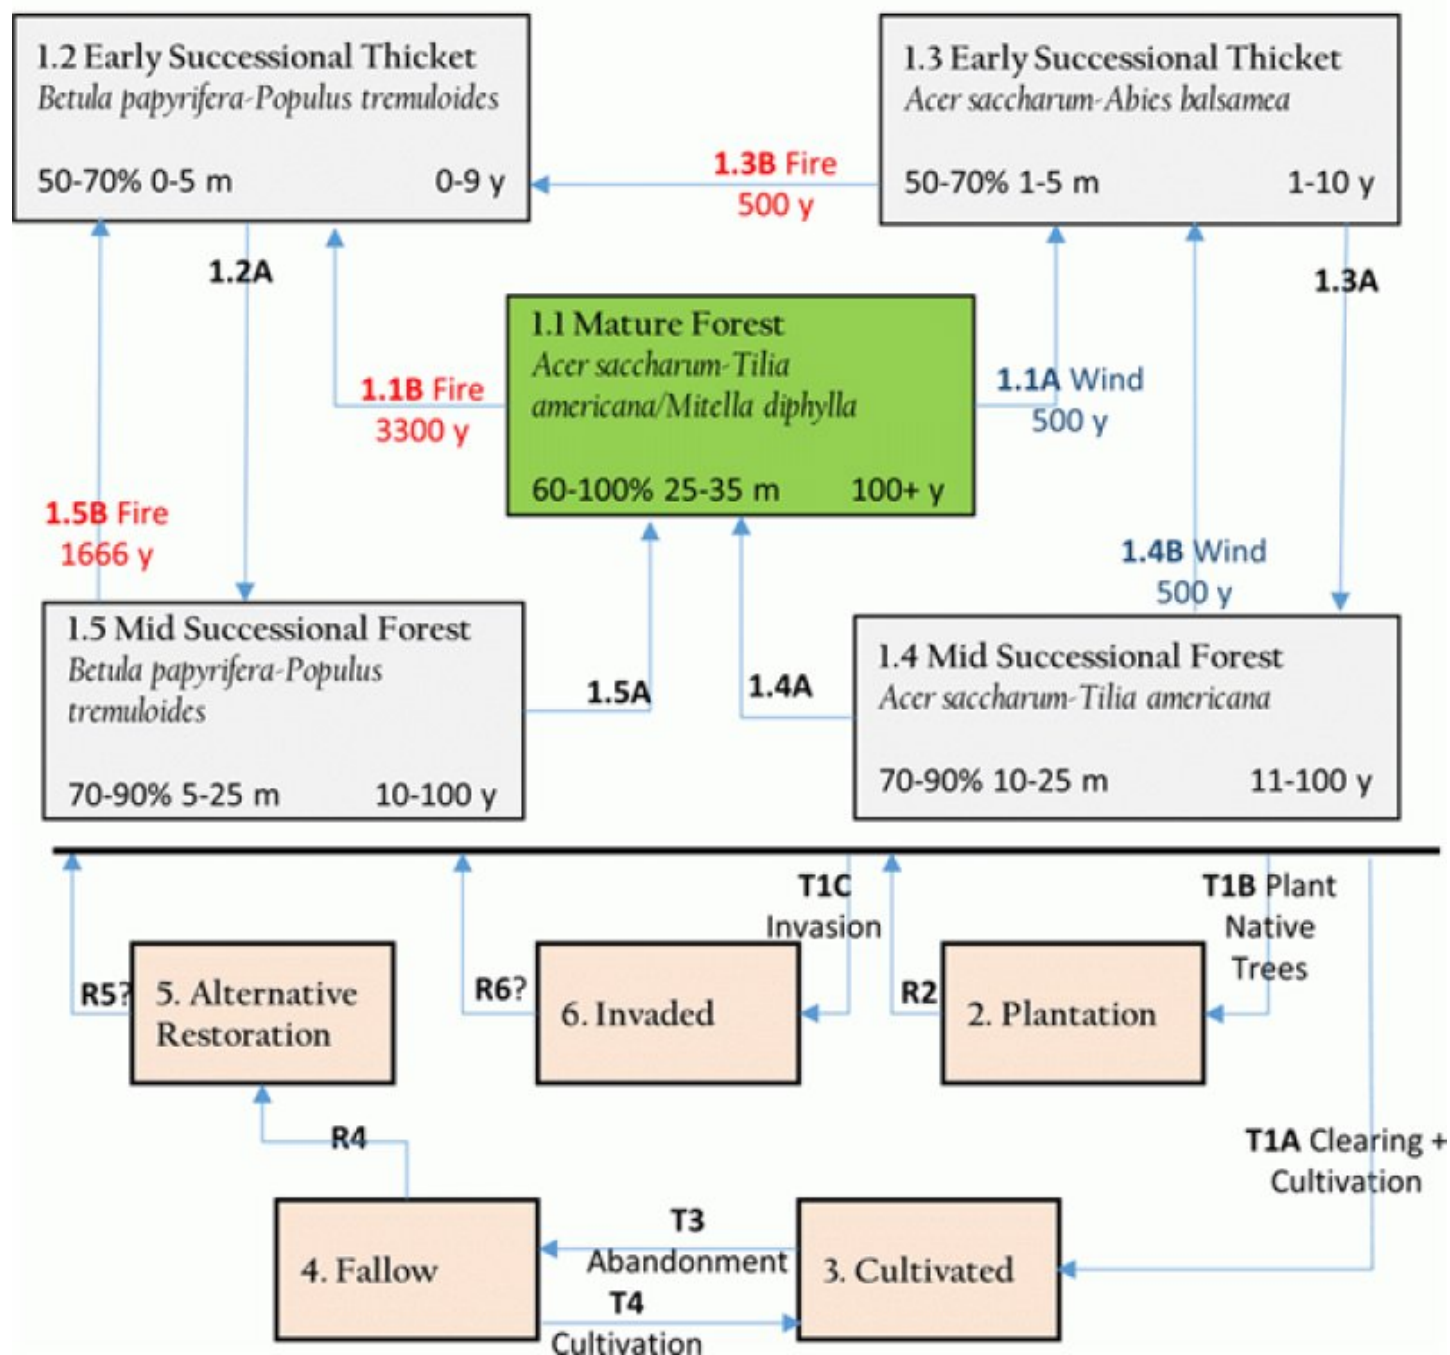 1.2 Early Successional Thicket
Betula papyrifera-Populus tremuloides
50-70% 0-5 m 0-9 y
1.3 Early Successional Thicket
Acer saccharum-Abies balsamea
50-70% 1-5 m 1-10 y
1.3B Fire
500 y
1.2A
1.3A
1.1 Mature Forest
Acer saccharum-Tilia
americana/Mitella diphylla
60-100% 25-35 m 100+ y
1.1B Fire
3300 y
1.1A Wind
500 y
1.5B Fire
1666 y
1.4B Wind
500 y
1.5 Mid Successional Forest
Betula papyrifera-Populus
tremuloides
70-90% 5-25 m 10-100 y
1.5A
1.4A
1.4 Mid Successional Forest
Acer saccharum-Tilia americana
70-90% 10-25 m 11-100 y
T1C
Invasion
T1B Plant
Native
Trees
R5?
5. Alternative
Restoration
R6?
6. Invaded
R2
2. Plantation
R4
T1A Clearing +
Cultivation
4. Fallow
T3
Abandonment
T4
Cultivation
3. Cultivated